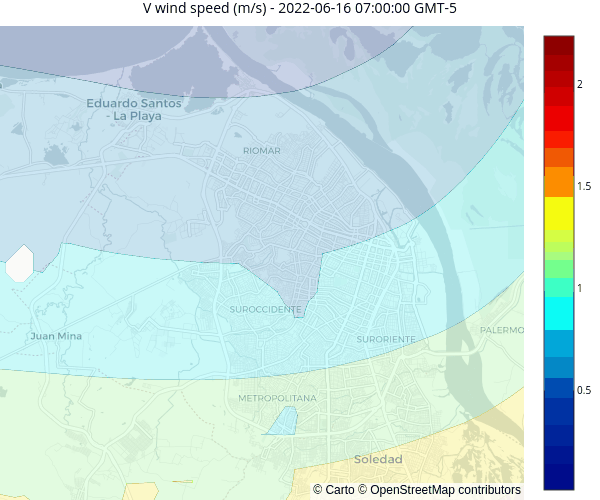 V wind speed (m/s) - 2022-06-16 07:00:00 GMT-5
Eduardo Santos
- La Playa
RIOMAR
SUROCCIDENTE
Juan Mina
SURORIENTE
PALERMO
METROPOLITANA
Soledad
© Carto © OpenStreetMap contributors
2
1.5
1
0.5